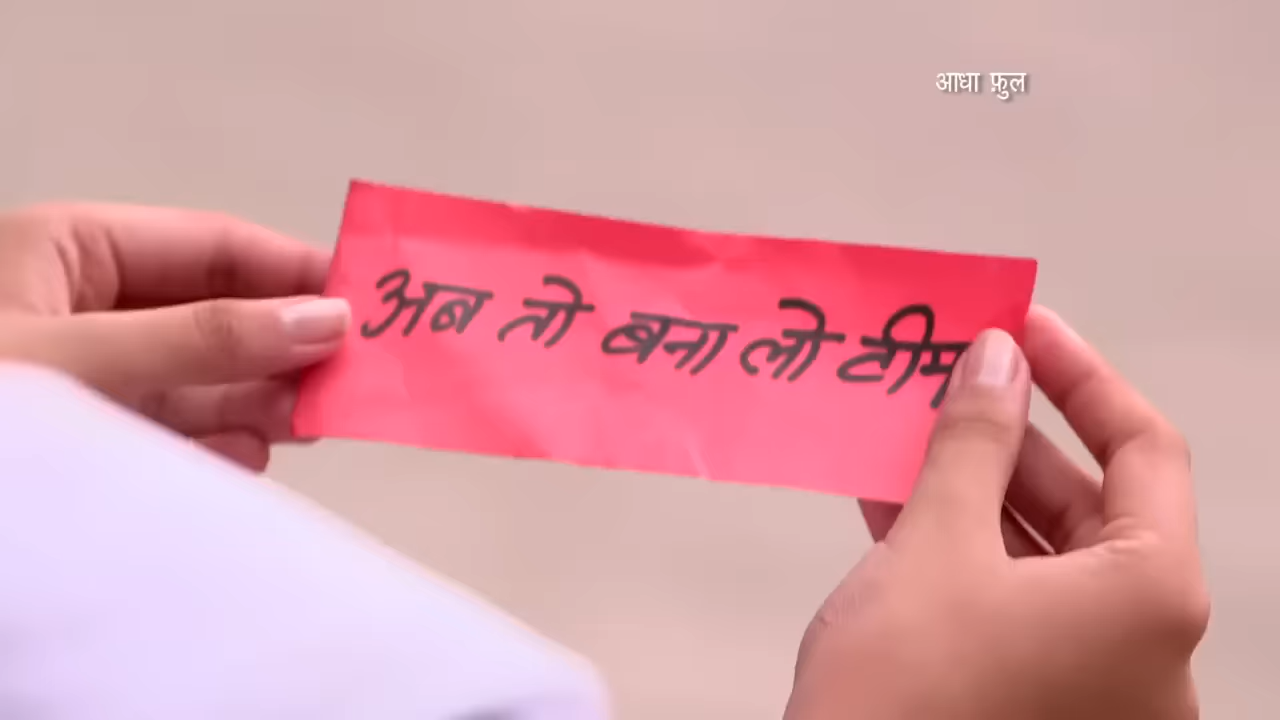 आधा फ़ुल
अब तो बना लो टीम